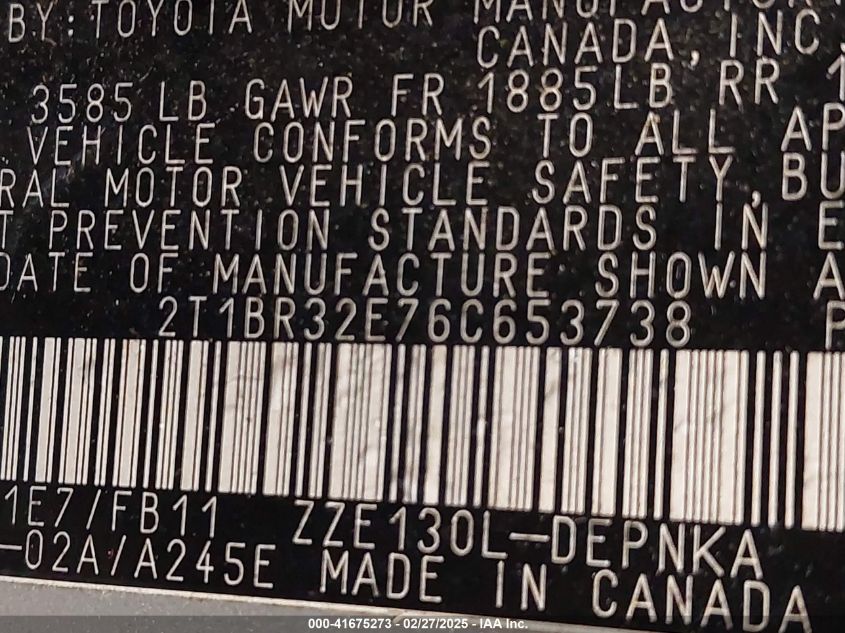 BY: TOYOTA MOTOR MANUFACTUR
CANADA, INC.
3585 LB GAWR FR 1885LB RR 1
VEHICLE CONFORMS TO ALL AP
RAL MOTOR VEHICLE SAFETY, BU
T PREVENTION STANDARDS IN E
DATE OF MANUFACTURE SHOWN A
2T1BR32E76C653738 P
1E7/FB11 ZZE130L-DEPNKA
-02A/A245E MADE IN CANADA
000-41675273 - 02/27/2025 - IAA Inc.